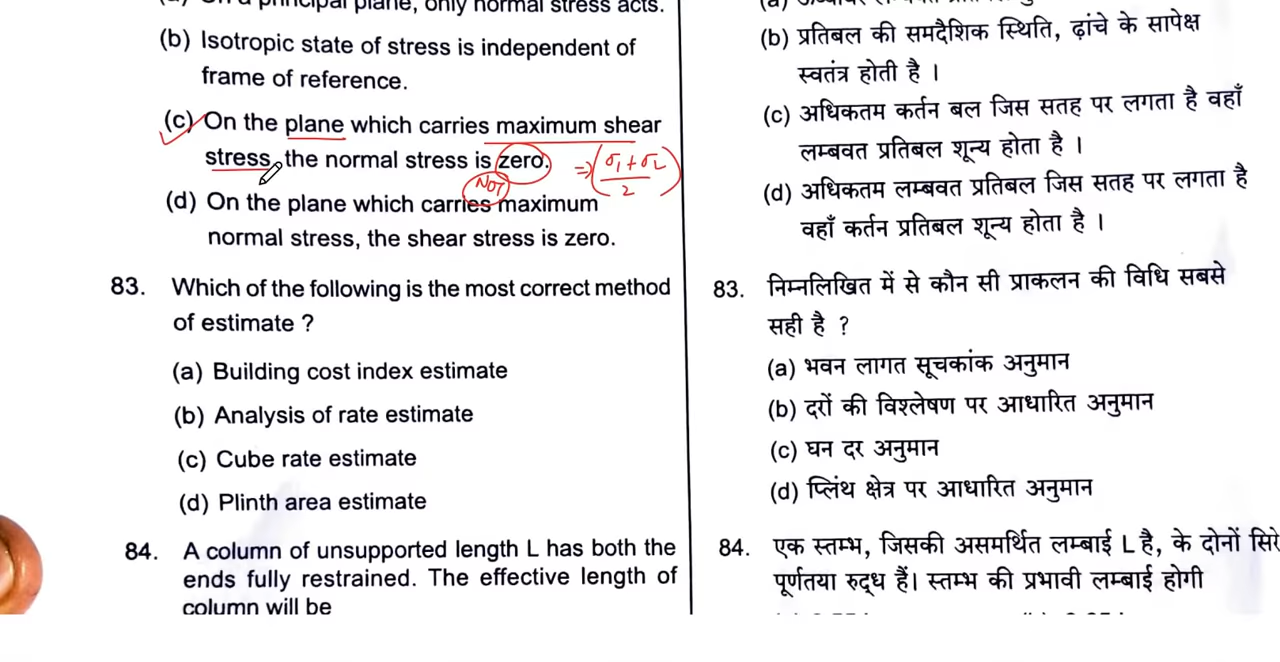 only normal stress acts.
(b) Isotropic state of stress is independent of
frame of reference.
(c) On the plane which carries maximum shear
stress, the normal stress is zero. ⇒ (σ1 + σ2 / 2)
NOT
(d) On the plane which carries maximum
normal stress, the shear stress is zero.
83. Which of the following is the most correct method
of estimate ?
(a) Building cost index estimate
(b) Analysis of rate estimate
(c) Cube rate estimate
(d) Plinth area estimate
84. A column of unsupported length L has both the
ends fully restrained. The effective length of
column will be
(b) प्रतिबल की समदैशिक स्थिति, ढ़ांचे के सापेक्ष
स्वतंत्र होती है ।
(c) अधिकतम कर्तन बल जिस सतह पर लगता है वहाँ
लम्बवत प्रतिबल शून्य होता है ।
(d) अधिकतम लम्बवत प्रतिबल जिस सतह पर लगता है
वहाँ कर्तन प्रतिबल शून्य होता है ।
83. निम्नलिखित में से कौन सी प्राकलन की विधि सबसे
सही है ?
(a) भवन लागत सूचकांक अनुमान
(b) दरों की विश्लेषण पर आधारित अनुमान
(c) घन दर अनुमान
(d) प्लिंथ क्षेत्र पर आधारित अनुमान
84. एक स्तम्भ, जिसकी असमर्थित लम्बाई L है, के दोनों सिरे
पूर्णतया रुद्ध हैं। स्तम्भ की प्रभावी लम्बाई होगी